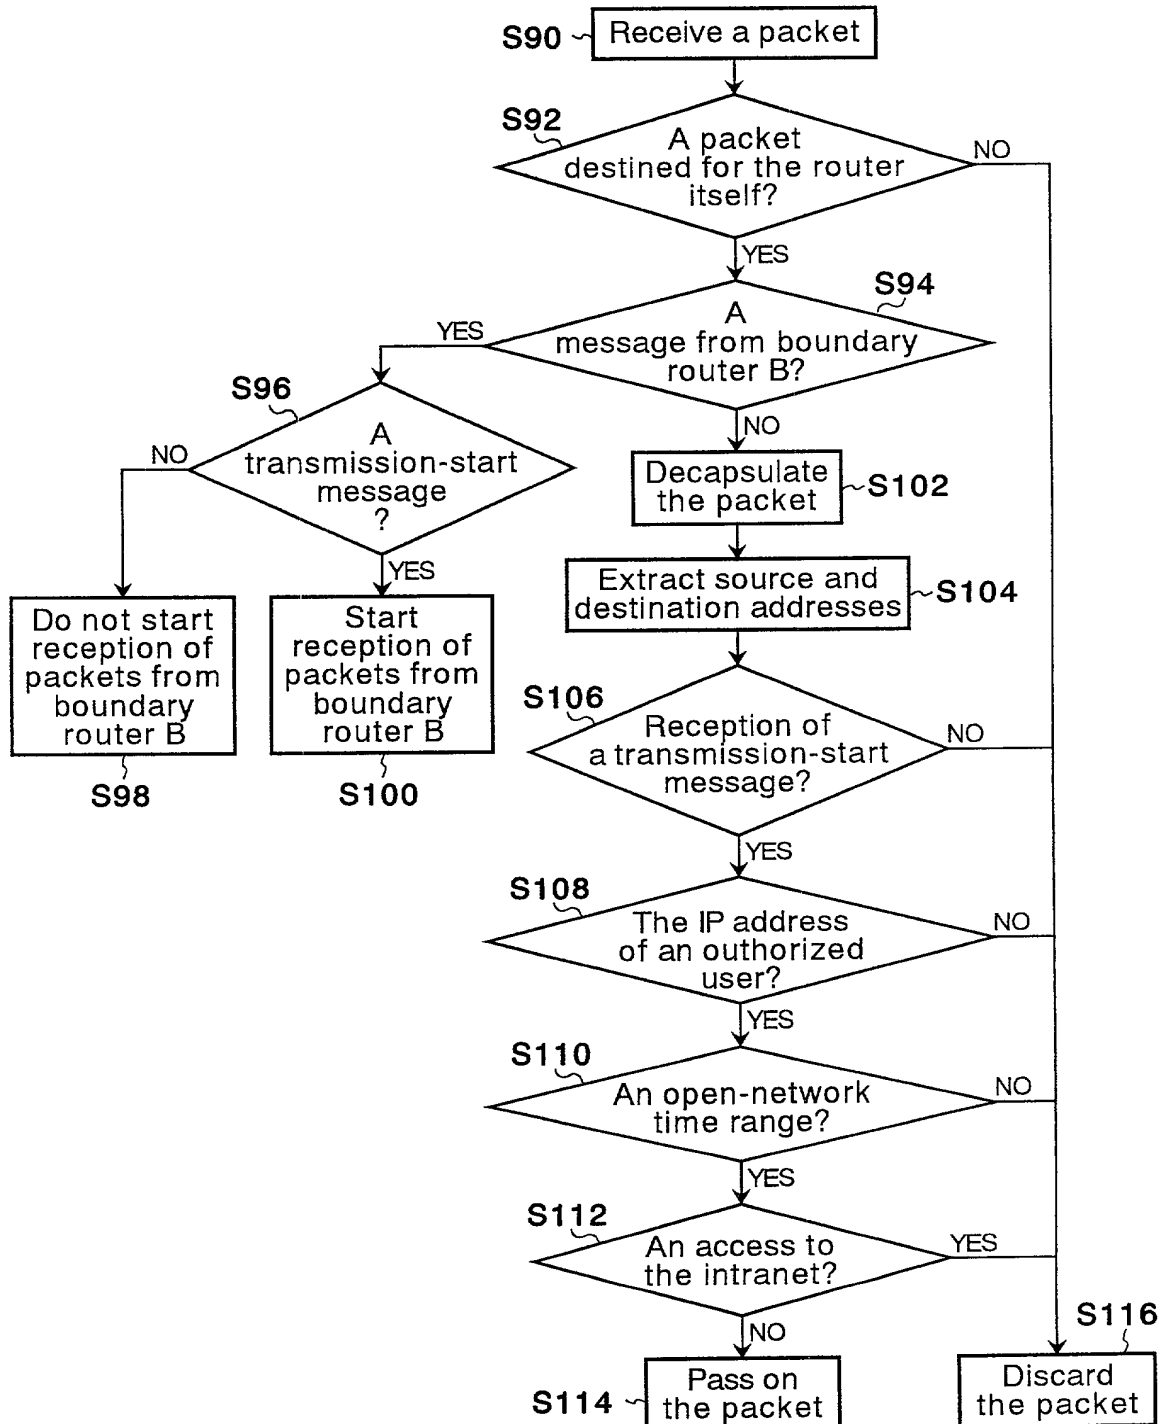 S90
Receive a packet
S92
A packet
destined for the router
itself?
NO
YES
S94
A
message from boundary
router B?
YES
NO
S96
A
transmission-start
message
?
NO
YES
Decapsulate
the packet
S102
Extract source and
destination addresses
S104
Do not start
reception of
packets from
boundary
router B
S98
Start
reception of
packets from
boundary
router B
S100
S106
Reception of
a transmission-start
message?
NO
YES
S108
The IP address
of an outhorized
user?
NO
YES
S110
An open-network
time range?
NO
YES
S112
An access to
the intranet?
YES
NO
S114
Pass on
the packet
S116
Discard
the packet